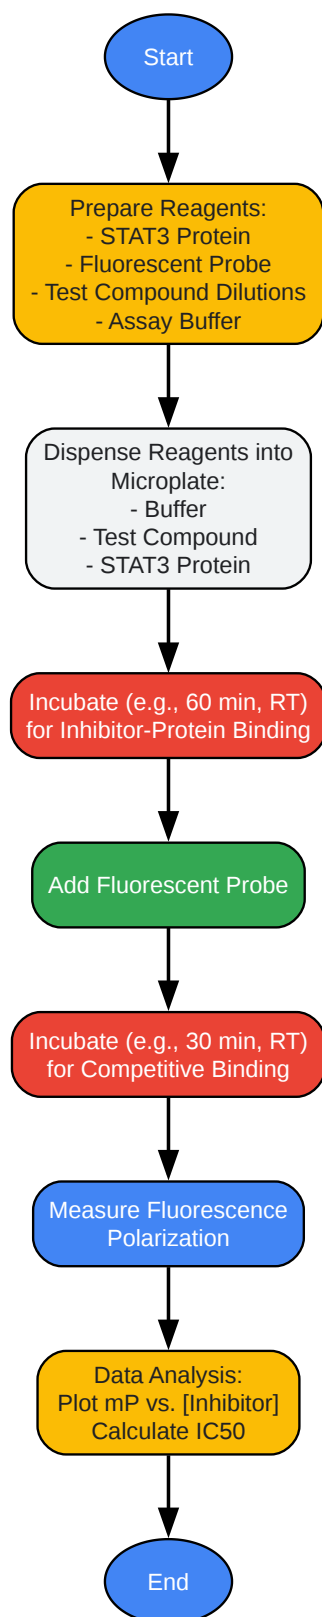 Start
Prepare Reagents:
- STAT3 Protein
- Fluorescent Probe
- Test Compound Dilutions
- Assay Buffer
Dispense Reagents into
Microplate:
- Buffer
- Test Compound
- STAT3 Protein
Incubate (e.g., 60 min, RT)
for Inhibitor-Protein Binding
Add Fluorescent Probe
Incubate (e.g., 30 min, RT)
for Competitive Binding
Measure Fluorescence
Polarization
Data Analysis:
Plot mP vs. [Inhibitor]
Calculate IC50
End